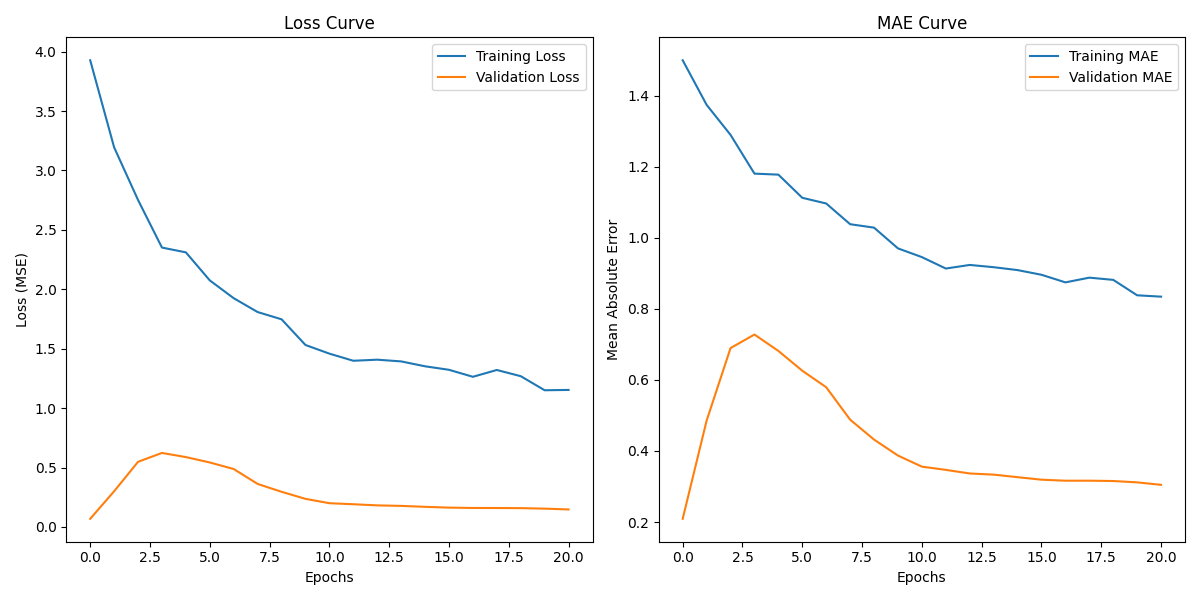 Loss Curve
Training Loss
Validation Loss
4.0
3.5
3.0
2.5
2.0
1.5
1.0
0.5
0.0
Loss (MSE)
0.0 2.5 5.0 7.5 10.0 12.5 15.0 17.5 20.0
Epochs
MAE Curve
Training MAE
Validation MAE
1.4
1.2
1.0
0.8
0.6
0.4
0.2
Mean Absolute Error
0.0 2.5 5.0 7.5 10.0 12.5 15.0 17.5 20.0
Epochs